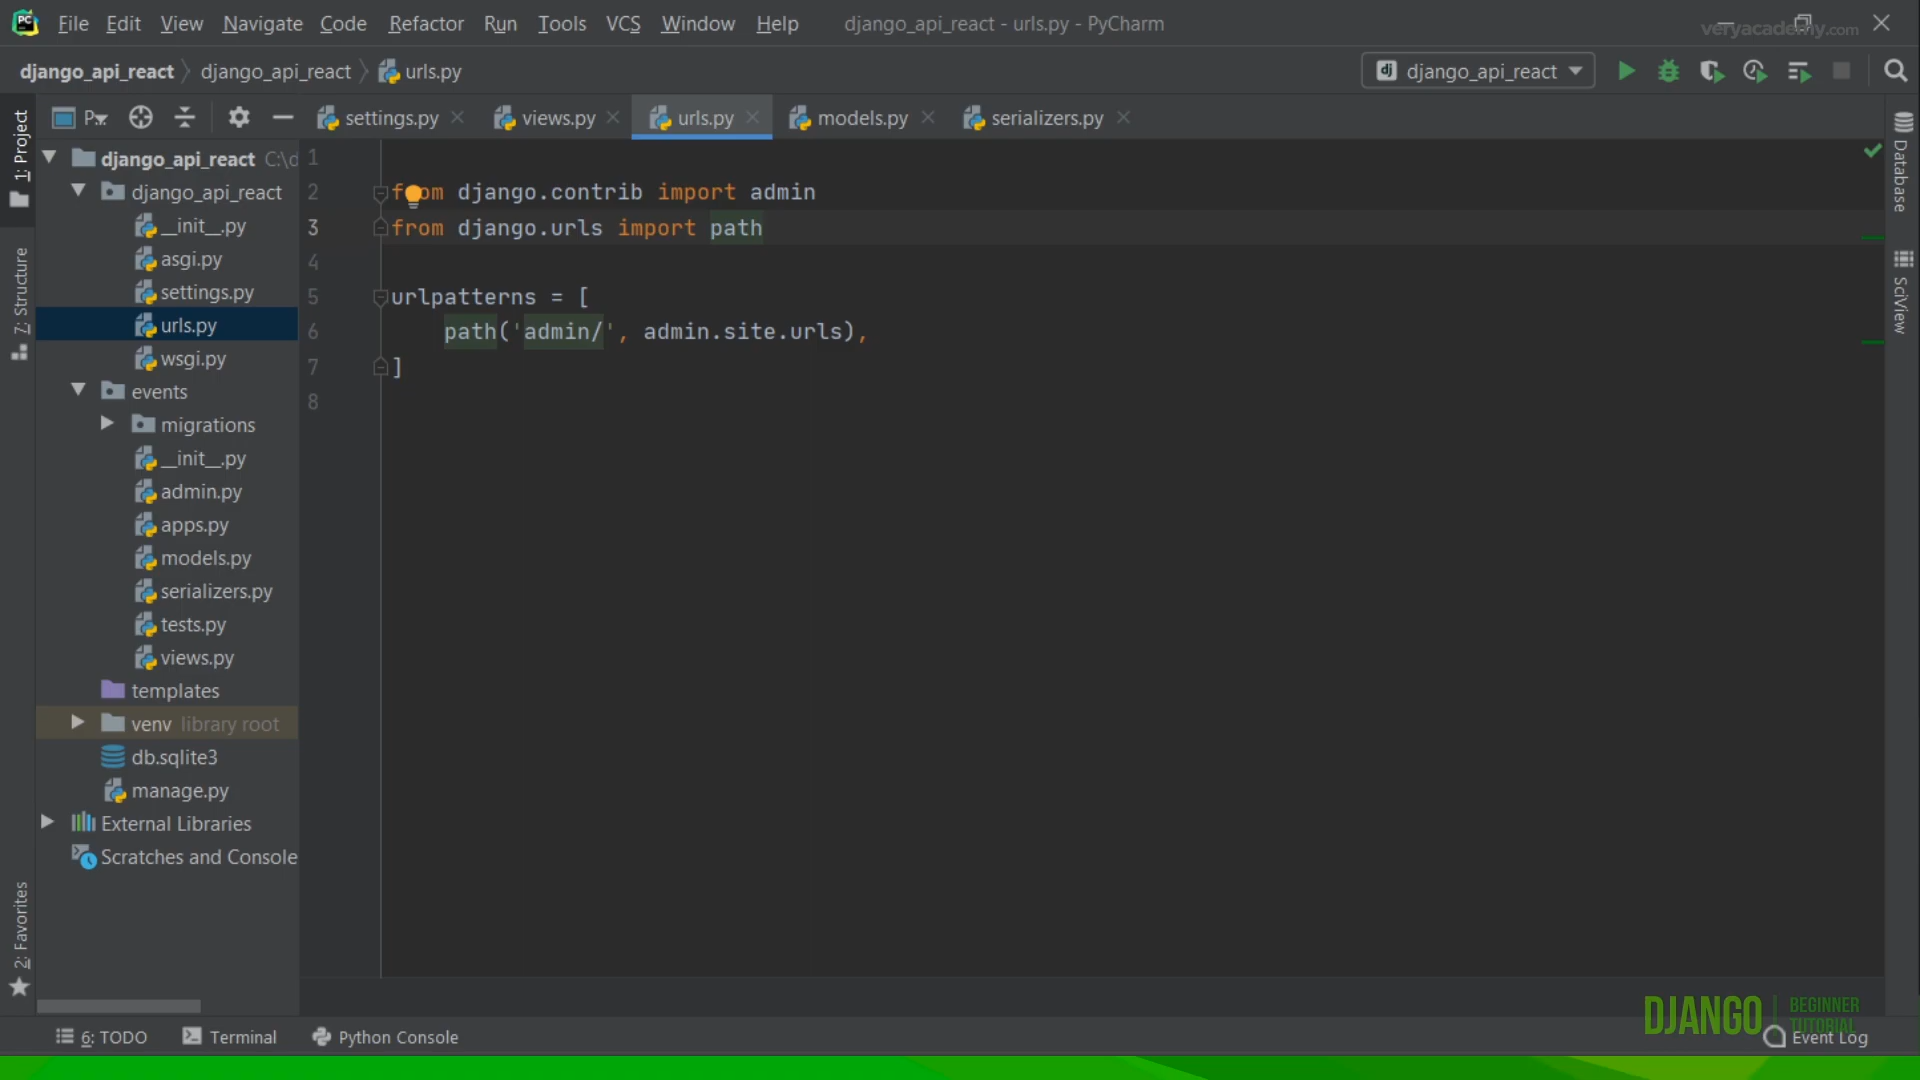 File Edit View Navigate Code Refactor Run Tools VCS Window Help django_api_react - urls.py - PyCharm
veryacademy.com
django_api_react django_api_react urls.py
django_api_react
1: Project
P
settings.py views.py urls.py models.py serializers.py
Database
SciView
7: Structure
2: Favorites
django_api_react C:\d
django_api_react
__init__.py
asgi.py
settings.py
urls.py
wsgi.py
events
migrations
__init__.py
admin.py
apps.py
models.py
serializers.py
tests.py
views.py
templates
venv library root
db.sqlite3
manage.py
External Libraries
Scratches and Console
1
2 from django.contrib import admin
3 from django.urls import path
4
5 urlpatterns = [
6 path('admin/', admin.site.urls),
7 ]
8
DJANGO BEGINNER
TUTORIAL
6: TODO Terminal Python Console Event Log